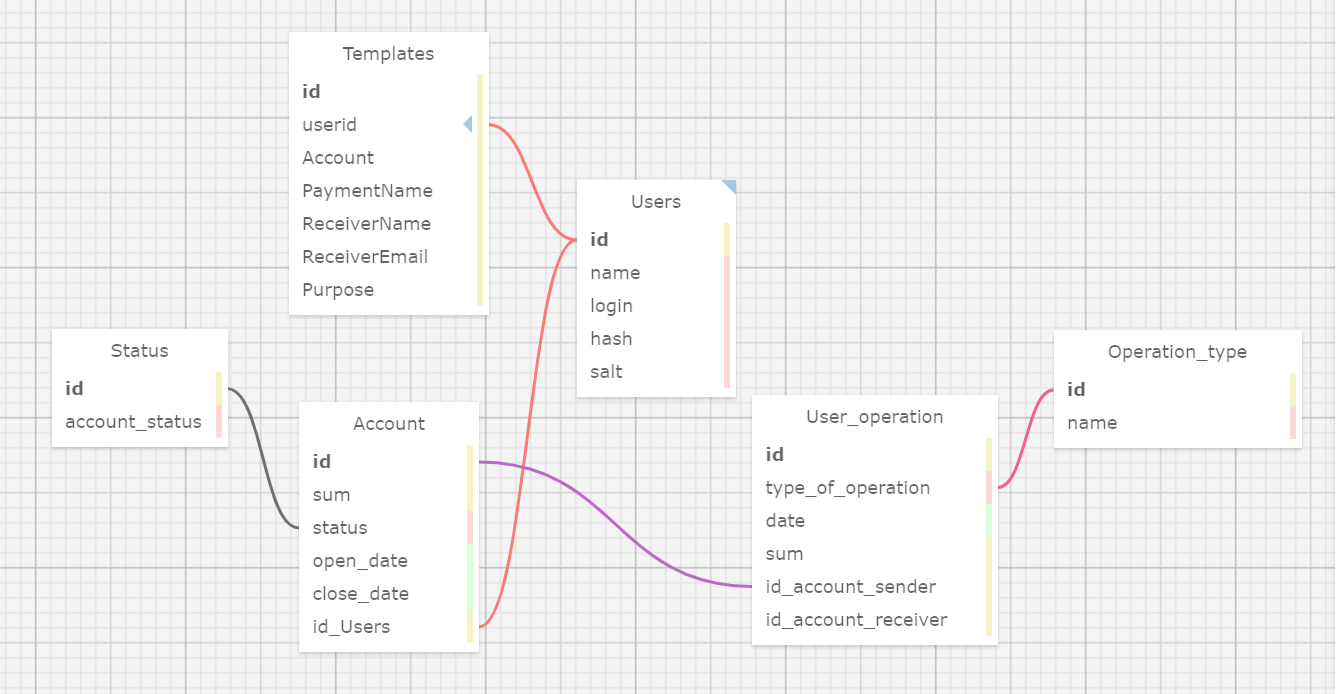 Templates
id
userid
Account
PaymentName
ReceiverName
ReceiverEmail
Purpose
Users
id
name
login
hash
salt
Status
id
account_status
Account
id
sum
status
open_date
close_date
id_Users
User_operation
id
type_of_operation
date
sum
id_account_sender
id_account_receiver
Operation_type
id
name